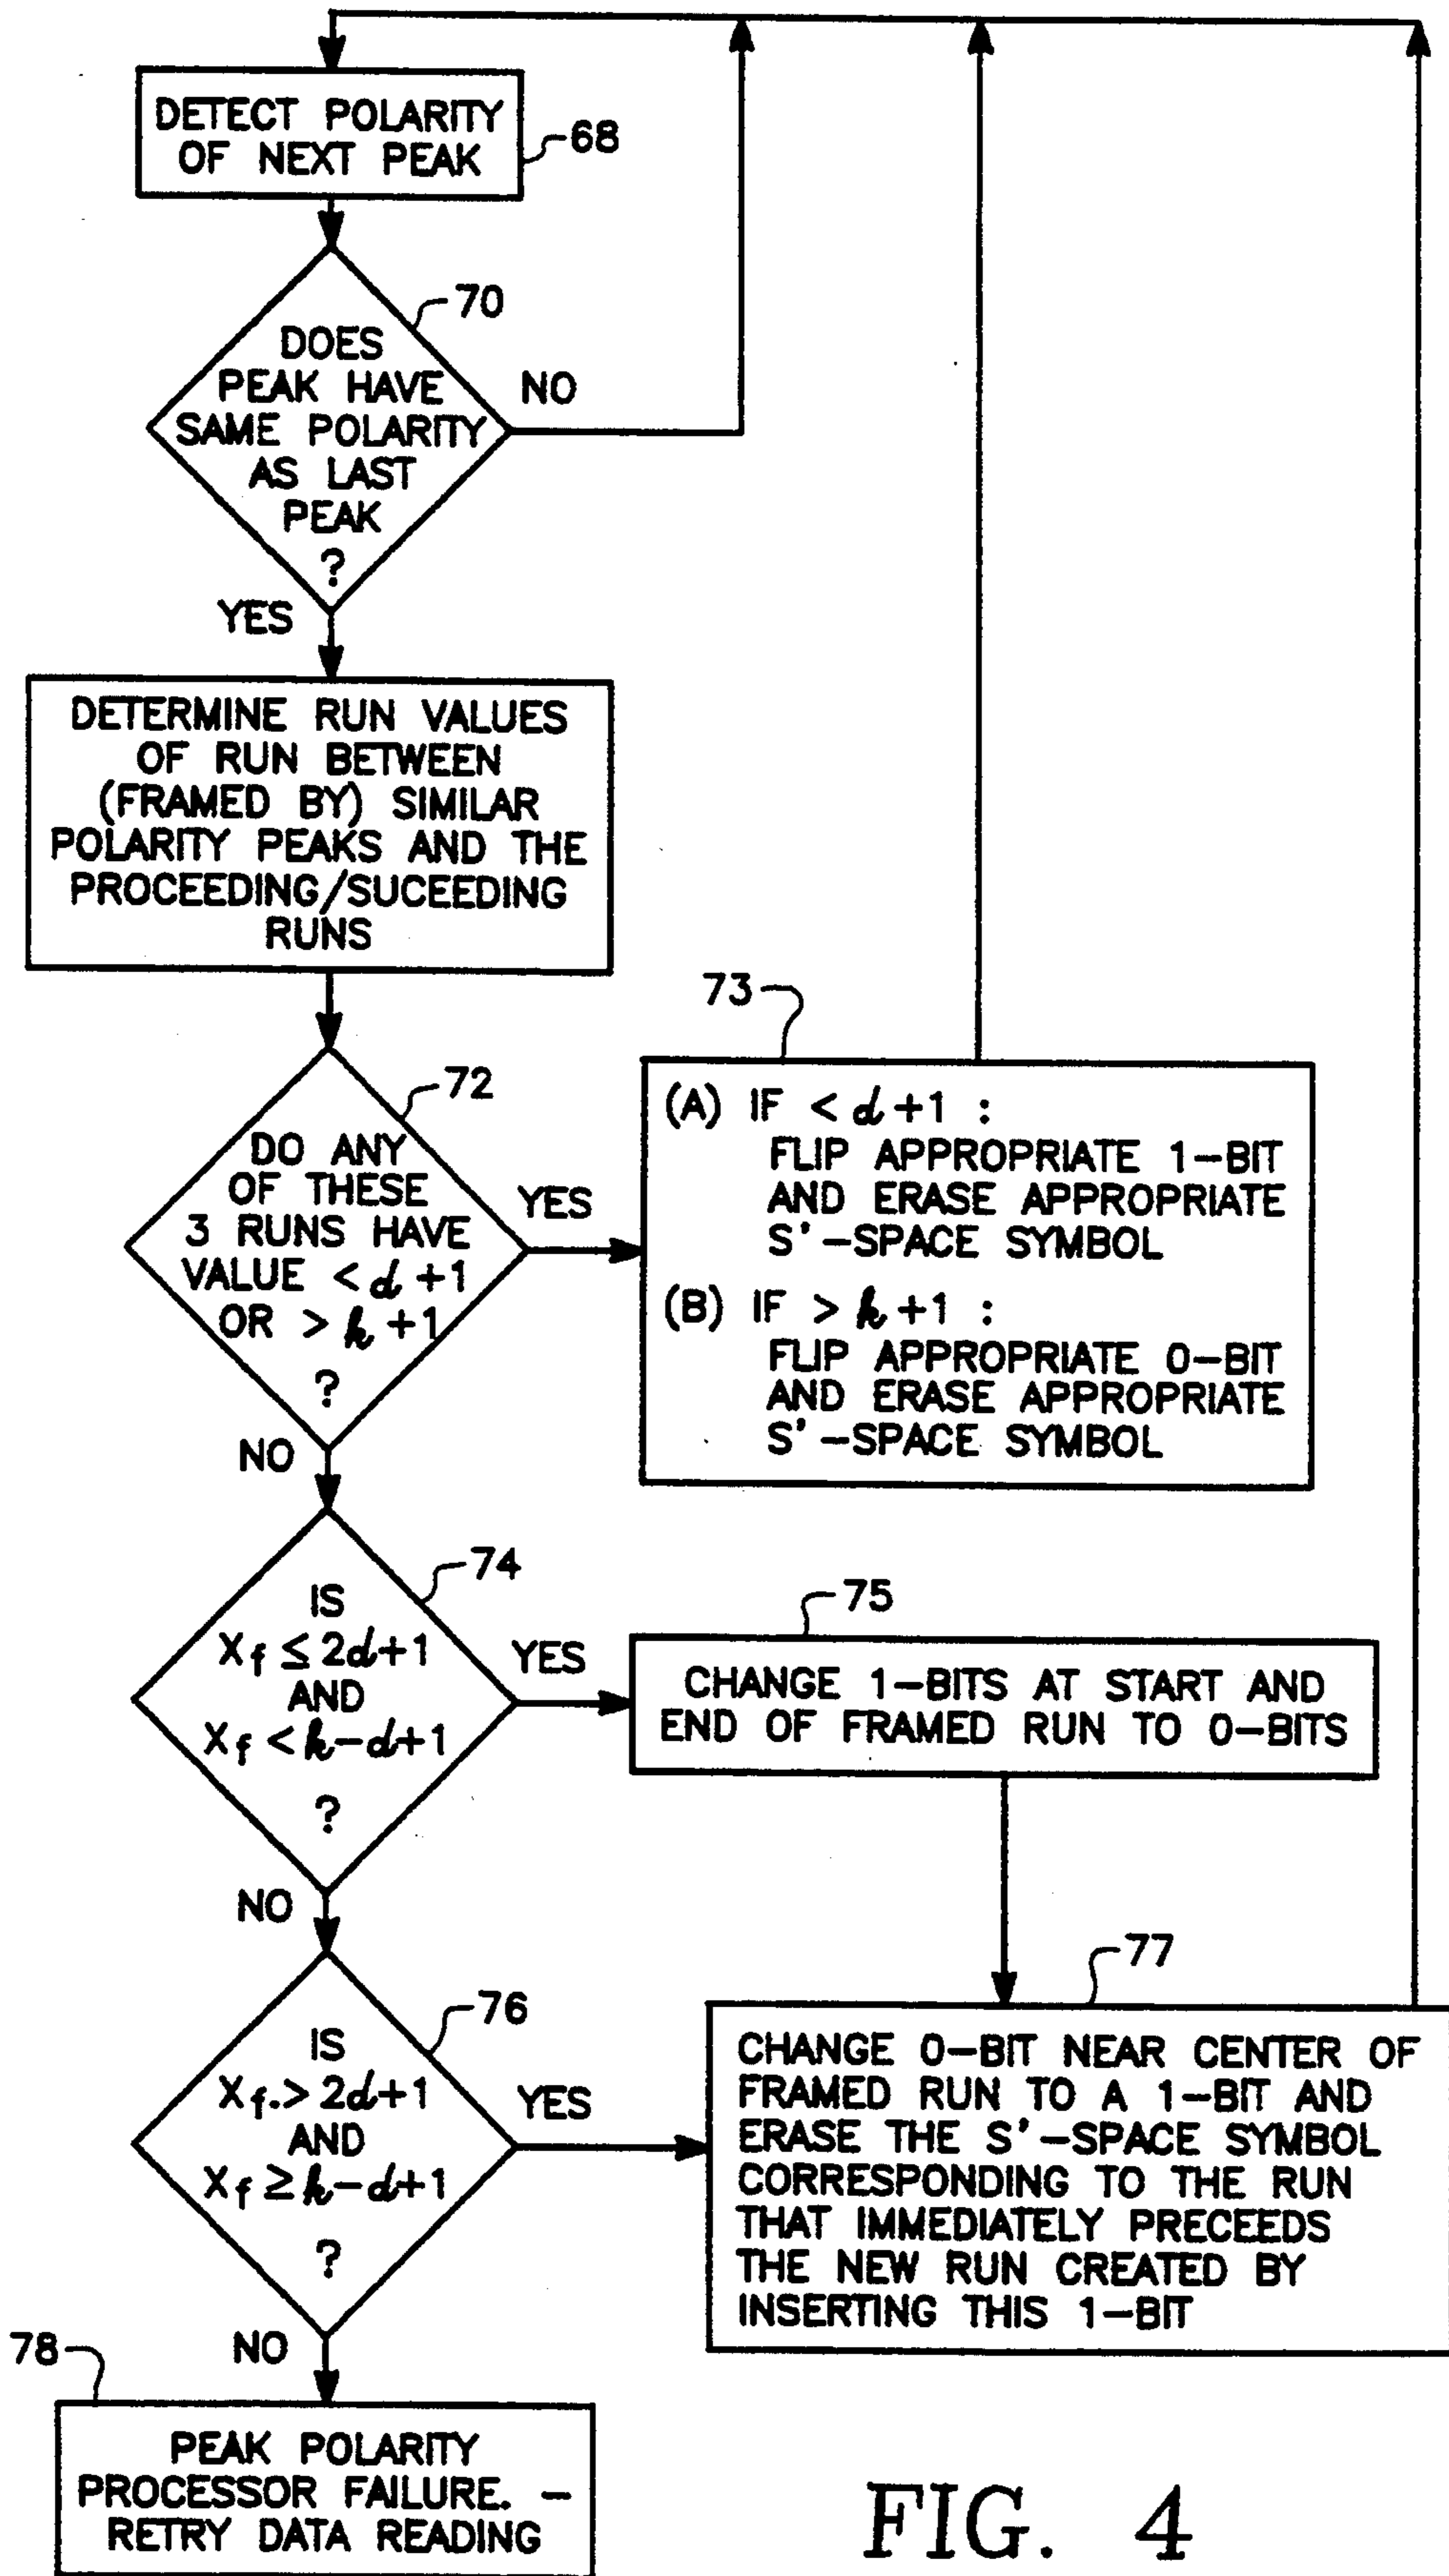 DETECT POLARITY
OF NEXT PEAK
68
70
DOES
PEAK HAVE
SAME POLARITY
AS LAST
PEAK
?
NO
YES
DETERMINE RUN VALUES
OF RUN BETWEEN
(FRAMED BY) SIMILAR
POLARITY PEAKS AND THE
PROCEEDING/SUCEEDING
RUNS
72
DO ANY
OF THESE
3 RUNS HAVE
VALUE < d +1
OR > k +1
?
YES
NO
73
(A) IF < d +1 :
FLIP APPROPRIATE 1-BIT
AND ERASE APPROPRIATE
S'-SPACE SYMBOL
(B) IF > k +1 :
FLIP APPROPRIATE 0-BIT
AND ERASE APPROPRIATE
S'-SPACE SYMBOL
74
IS
Xf ≤ 2d+1
AND
Xf < k-d+1
?
YES
NO
75
CHANGE 1-BITS AT START AND
END OF FRAMED RUN TO 0-BITS
76
IS
Xf.> 2d+1
AND
Xf ≥ k-d+1
?
YES
NO
77
CHANGE 0-BIT NEAR CENTER OF
FRAMED RUN TO A 1-BIT AND
ERASE THE S'-SPACE SYMBOL
CORRESPONDING TO THE RUN
THAT IMMEDIATELY PRECEEDS
THE NEW RUN CREATED BY
INSERTING THIS 1-BIT
78
PEAK POLARITY
PROCESSOR FAILURE. -
RETRY DATA READING
FIG. 4